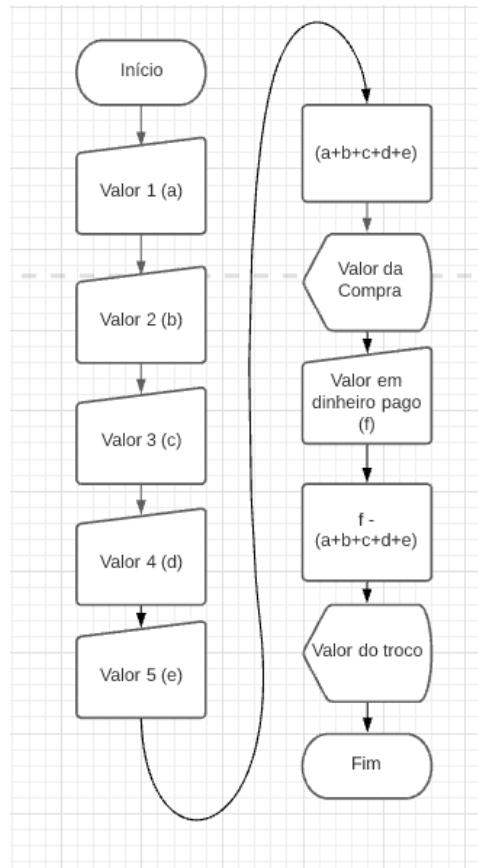 Início
Valor 1 (a)
Valor 2 (b)
Valor 3 (c)
Valor 4 (d)
Valor 5 (e)
(a+b+c+d+e)
Valor da
Compra
Valor em
dinheiro pago
(f)
f -
(a+b+c+d+e)
Valor do troco
Fim